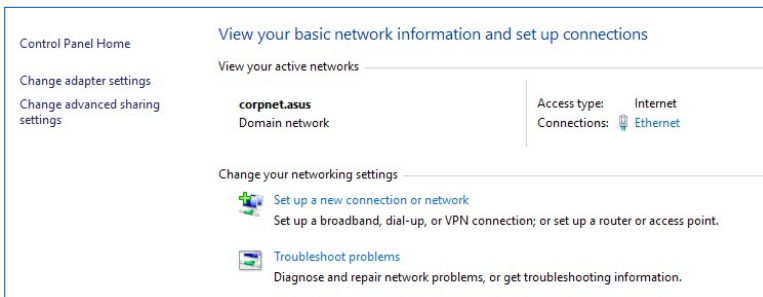 Control Panel Home
Change adapter settings
Change advanced sharing
settings
View your basic network information and set up connections
View your active networks
corpnet.asus
Domain network
Access type: Internet
Connections: Ethernet
Change your networking settings
Set up a new connection or network
Set up a broadband, dial-up, or VPN connection; or set up a router or access point.
Troubleshoot problems
Diagnose and repair network problems, or get troubleshooting information.